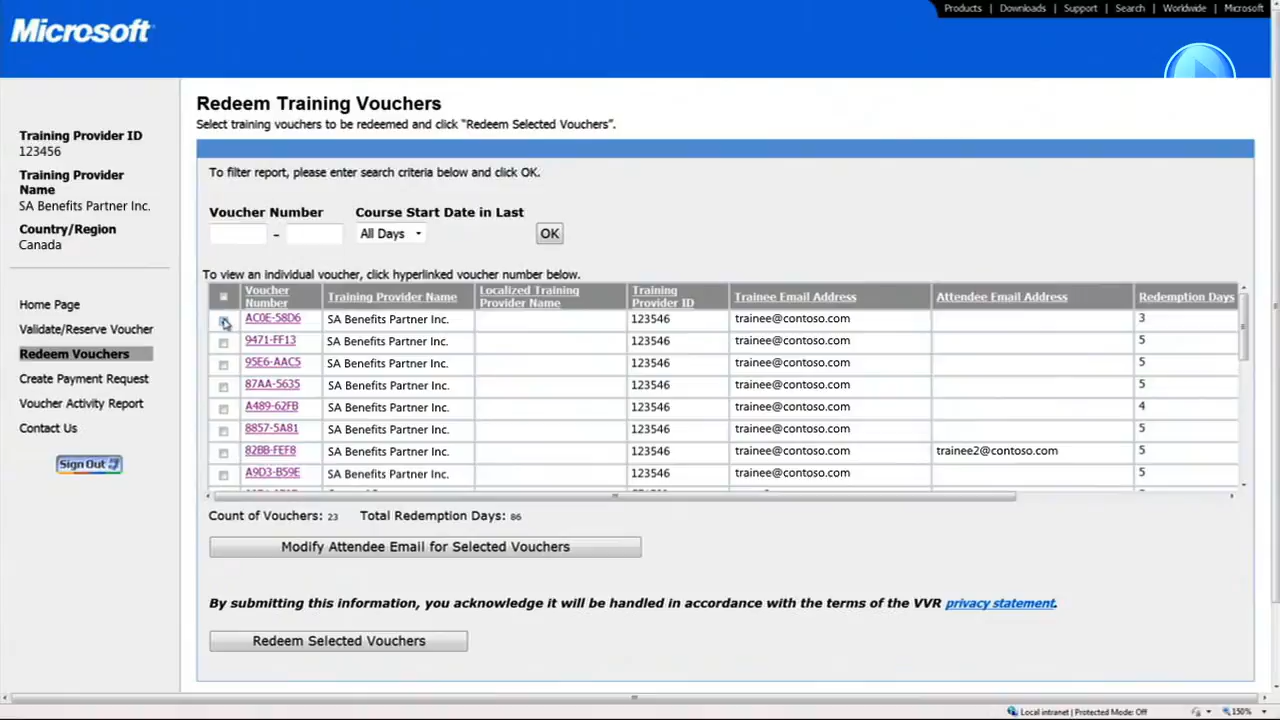 Products | Downloads | Support | Search | Worldwide | Microsoft
Microsoft
Training Provider ID
123456
Training Provider
Name
SA Benefits Partner Inc.
Country/Region
Canada
Home Page
Validate/Reserve Voucher
Redeem Vouchers
Create Payment Request
Voucher Activity Report
Contact Us
Sign Out
Redeem Training Vouchers
Select training vouchers to be redeemed and click "Redeem Selected Vouchers".
To filter report, please enter search criteria below and click OK.
Voucher Number Course Start Date in Last
– All Days OK
To view an individual voucher, click hyperlinked voucher number below.
Voucher Number Training Provider Name Localized Training Provider Name Training Provider ID Trainee Email Address Attendee Email Address Redemption Days
AC0E-58D6 SA Benefits Partner Inc. 123546 trainee@contoso.com 3
9471-FF13 SA Benefits Partner Inc. 123546 trainee@contoso.com 5
95E6-AAC5 SA Benefits Partner Inc. 123546 trainee@contoso.com 5
87AA-5635 SA Benefits Partner Inc. 123546 trainee@contoso.com 5
A489-62FB SA Benefits Partner Inc. 123546 trainee@contoso.com 4
8857-5A81 SA Benefits Partner Inc. 123546 trainee@contoso.com 5
82BB-FEF8 SA Benefits Partner Inc. 123546 trainee@contoso.com trainee2@contoso.com 5
A9D3-B59E SA Benefits Partner Inc. 123546 trainee@contoso.com 5
Count of Vouchers: 23 Total Redemption Days: 86
Modify Attendee Email for Selected Vouchers
By submitting this information, you acknowledge it will be handled in accordance with the terms of the VVR privacy statement.
Redeem Selected Vouchers
Local intranet | Protected Mode: Off 150%